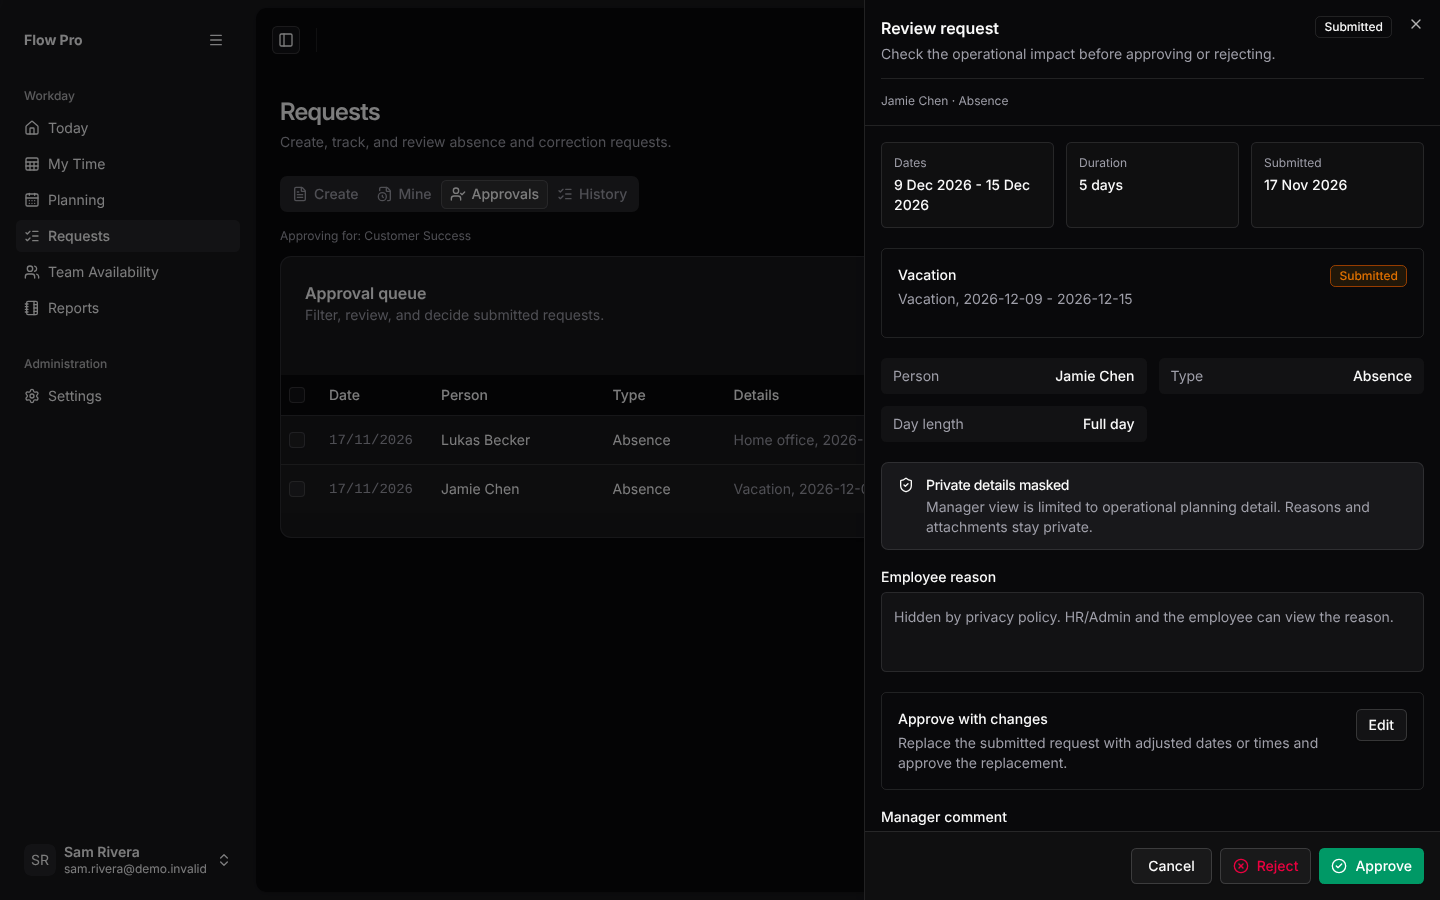 Flow Pro
Workday
Today
My Time
Planning
Requests
Team Availability
Reports
Administration
Settings
SR
Sam Rivera
sam.rivera@demo.invalid
Requests
Create, track, and review absence and correction requests.
Create
Mine
Approvals
History
Approving for: Customer Success
Approval queue
Filter, review, and decide submitted requests.
Date Person Type Details
17/11/2026 Lukas Becker Absence Home office, 2026-
17/11/2026 Jamie Chen Absence Vacation, 2026-12-0
Review request
Submitted
Check the operational impact before approving or rejecting.
Jamie Chen · Absence
Dates
9 Dec 2026 - 15 Dec
2026
Duration
5 days
Submitted
17 Nov 2026
Vacation
Submitted
Vacation, 2026-12-09 - 2026-12-15
Person Jamie Chen
Type Absence
Day length Full day
Private details masked
Manager view is limited to operational planning detail. Reasons and
attachments stay private.
Employee reason
Hidden by privacy policy. HR/Admin and the employee can view the reason.
Approve with changes
Edit
Replace the submitted request with adjusted dates or times and
approve the replacement.
Manager comment
Cancel
Reject
Approve